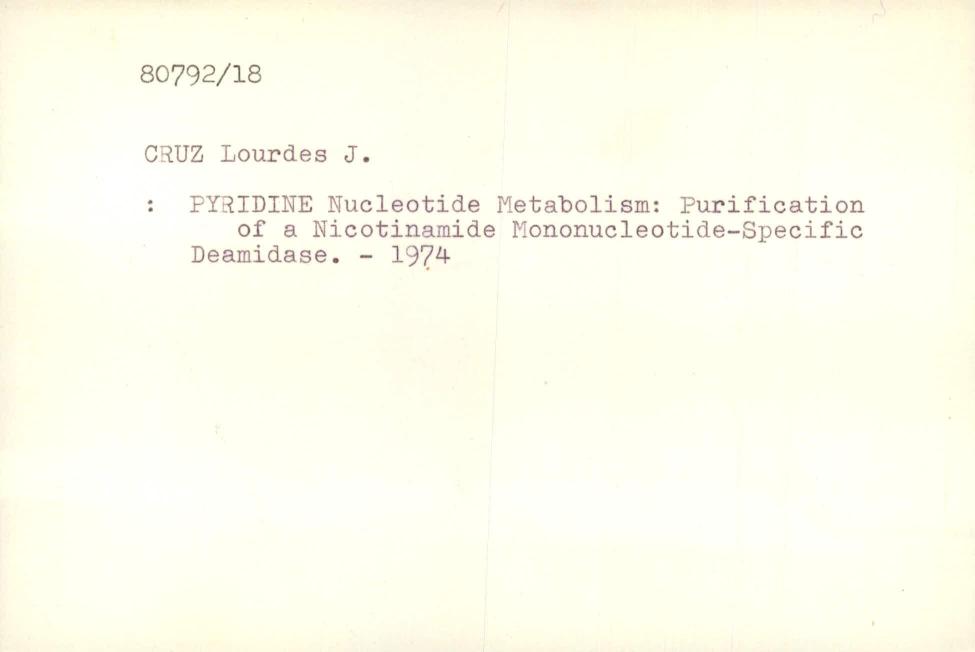 80792/18
CRUZ Lourdes J.
: PYRIDINE Nucleotide Metabolism: Purification
of a Nicotinamide Mononucleotide-Specific
Deamidase. - 1974